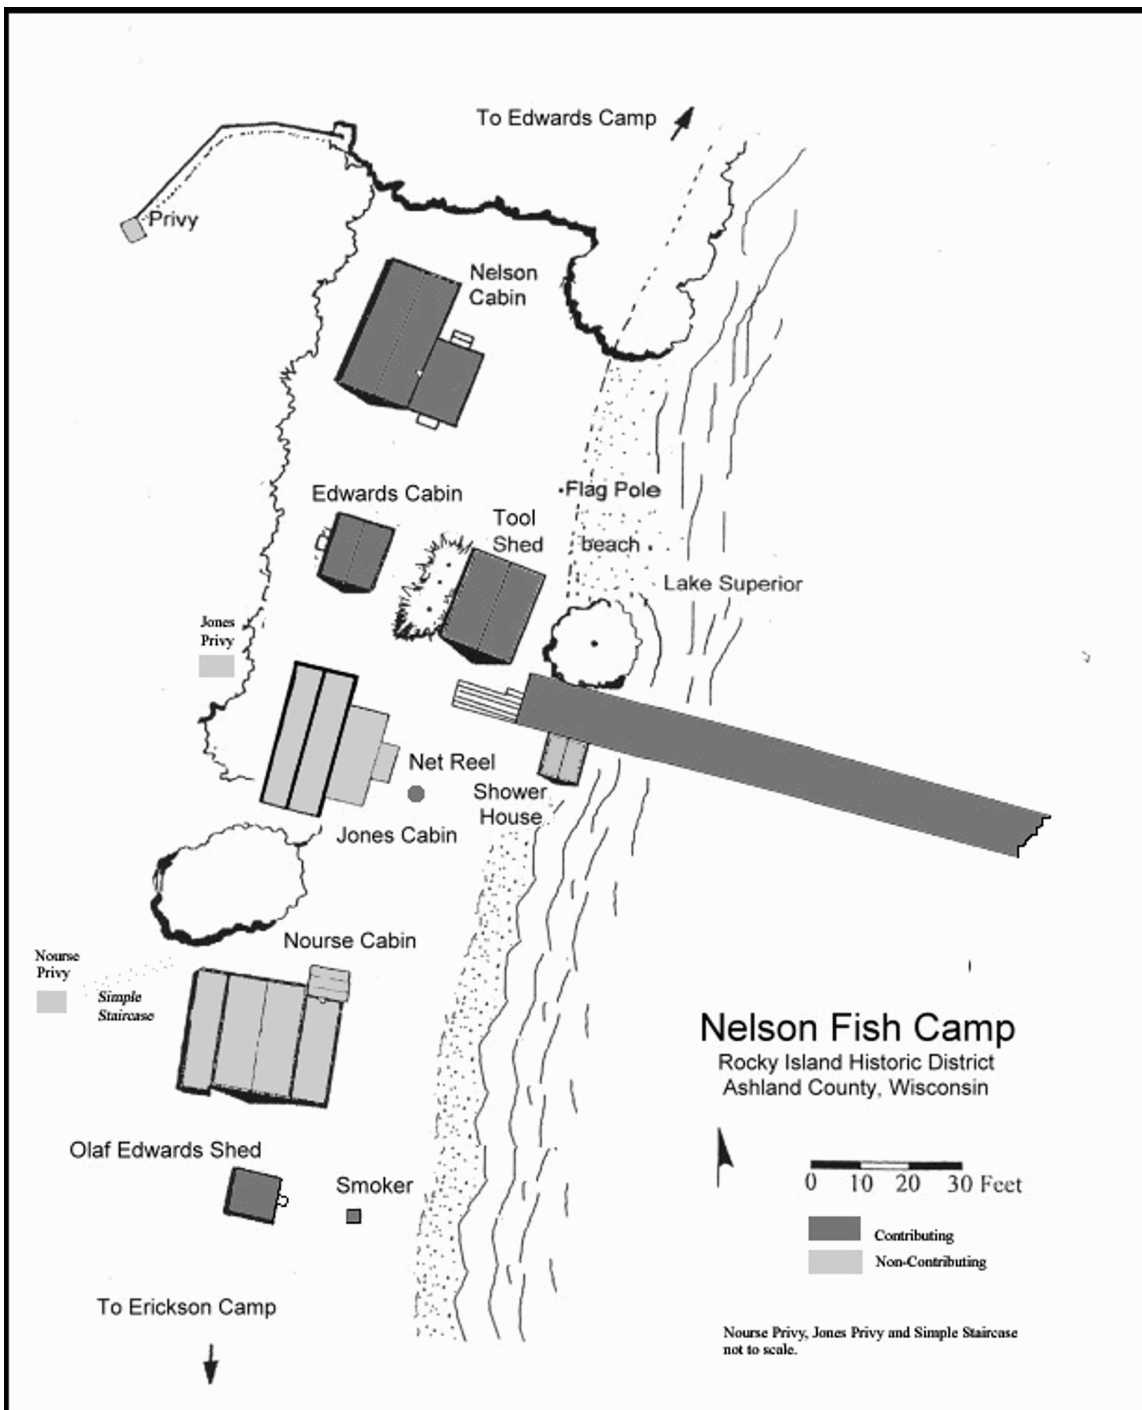 To Edwards Camp
Privy
Nelson
Cabin
Edwards Cabin
Flag Pole
Tool
Shed
beach
Lake Superior
Jones
Privy
Net Reel
Shower
House
Jones Cabin
Nourse Cabin
Nourse
Privy
Simple
Staircase
Nelson Fish Camp
Rocky Island Historic District
Ashland County, Wisconsin
Olaf Edwards Shed
Smoker
0 10 20 30 Feet
Contributing
Non-Contributing
To Erickson Camp
Nourse Privy, Jones Privy and Simple Staircase
not to scale.